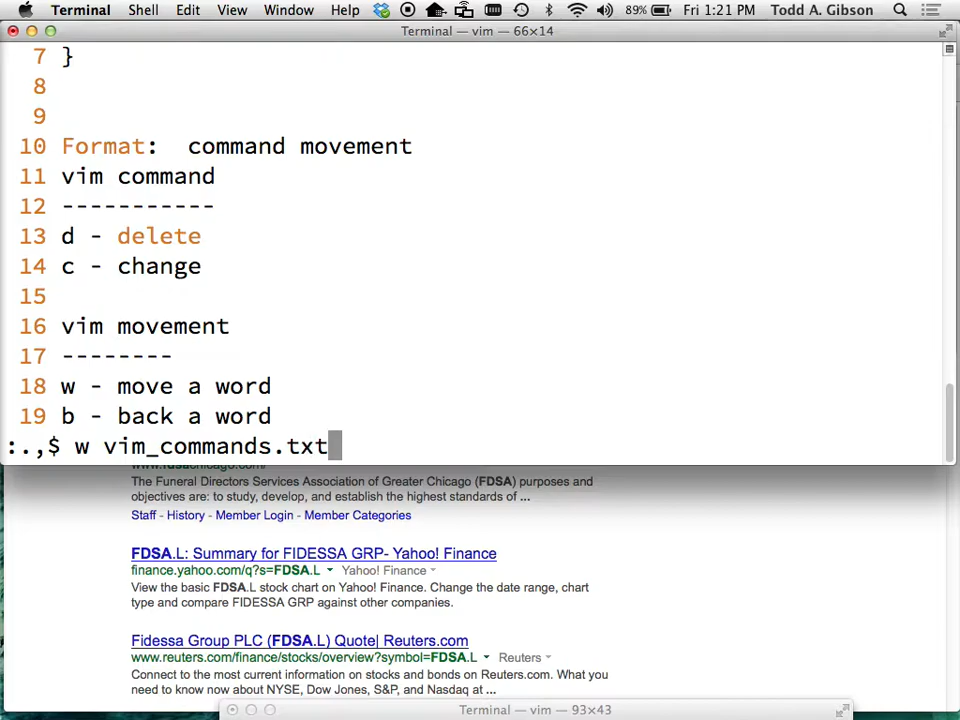 Terminal Shell Edit View Window Help 89% Fri 1:21 PM Todd A. Gibson
Terminal — vim — 66×14
7 }
8
9
10 Format:  command movement
11 vim command
12 -----------
13 d - delete
14 c - change
15
16 vim movement
17 --------
18 w - move a word
19 b - back a word
:.,$ w vim_commands.txt
www.fdsachicago.com/
The Funeral Directors Services Association of Greater Chicago (FDSA) purposes and
objectives are: to study, develop, and establish the highest standards of ...
Staff - History - Member Login - Member Categories
FDSA.L: Summary for FIDESSA GRP- Yahoo! Finance
finance.yahoo.com/q?s=FDSA.L Yahoo! Finance
View the basic FDSA.L stock chart on Yahoo! Finance. Change the date range, chart
type and compare FIDESSA GRP against other companies.
Fidessa Group PLC (FDSA.L) Quote| Reuters.com
www.reuters.com/finance/stocks/overview?symbol=FDSA.L Reuters
Connect to the most current information on stocks and bonds on Reuters.com. What you
need to know now about NYSE, Dow Jones, S&P, and Nasdaq at ...
Terminal — vim — 93×43